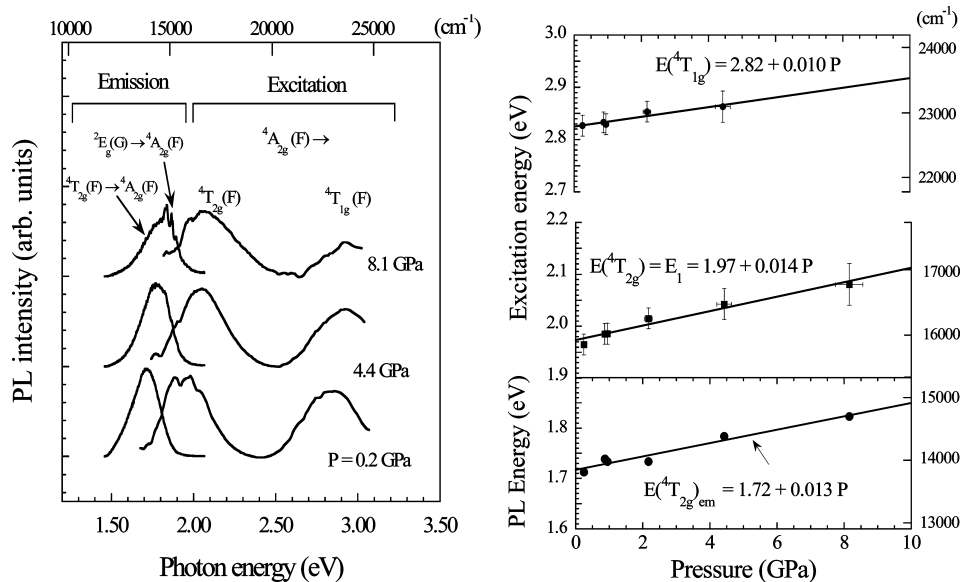 10000 15000 20000 25000 (cm⁻¹)
Emission Excitation
²E_g(G)→⁴A_2g(F) ⁴A_2g(F) →
⁴T_2g(F)→⁴A_2g(F) ⁴T_2g(F) ⁴T_1g(F)
8.1 GPa
4.4 GPa
P = 0.2 GPa
PL intensity (arb. units)
1.50 2.00 2.50 3.00 3.50
Photon energy (eV)
(cm⁻¹)
3.0
2.9
2.8
2.7
24000
23000
22000
E(⁴T_1g) = 2.82 + 0.010 P
Excitation energy (eV)
2.2
2.1
2.0
1.9
17000
16000
E(⁴T_2g) = E_1 = 1.97 + 0.014 P
PL Energy (eV)
1.8
1.7
1.6
15000
14000
13000
E(⁴T_2g)_em = 1.72 + 0.013 P
0 2 4 6 8 10
Pressure (GPa)